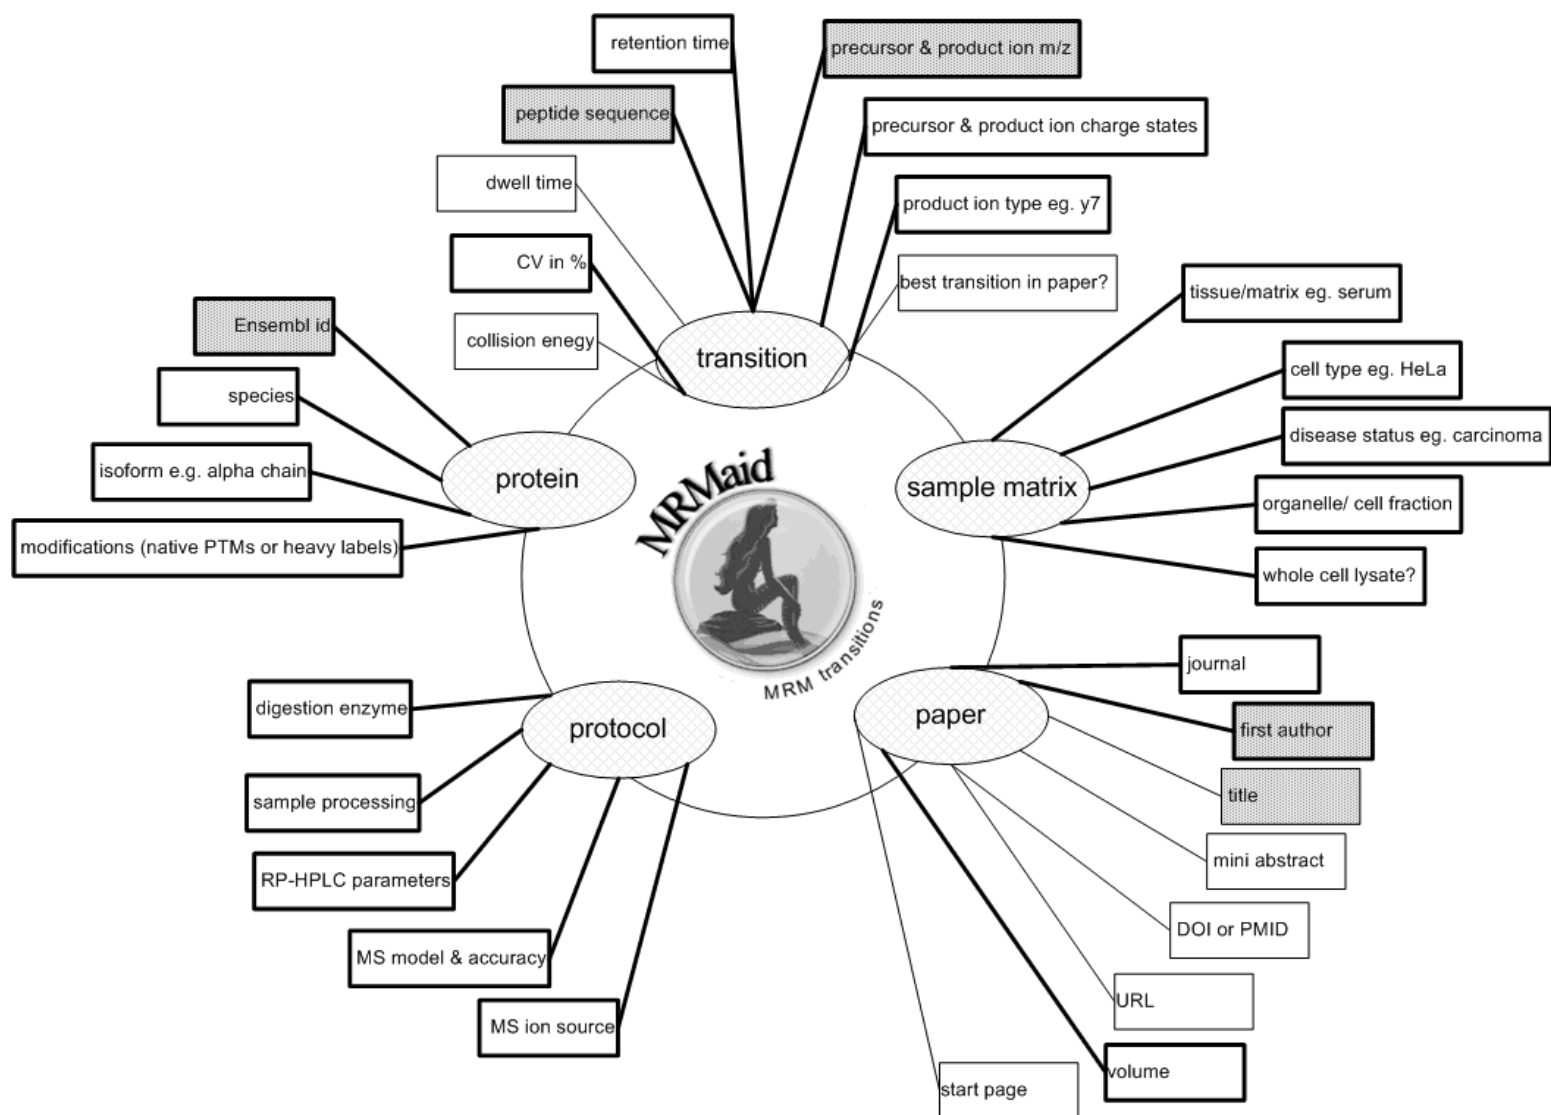 retention time
precursor & product ion m/z
peptide sequence
precursor & product ion charge states
dwell time
product ion type eg. y7
CV in %
best transition in paper?
tissue/matrix eg. serum
Ensembl id
collision enegy
transition
cell type eg. HeLa
species
disease status eg. carcinoma
isoform e.g. alpha chain
protein
MRMaid
sample matrix
organelle/ cell fraction
modifications (native PTMs or heavy labels)
whole cell lysate?
MRM transitions
journal
digestion enzyme
protocol
paper
first author
title
sample processing
mini abstract
RP-HPLC parameters
DOI or PMID
MS model & accuracy
URL
MS ion source
volume
start page